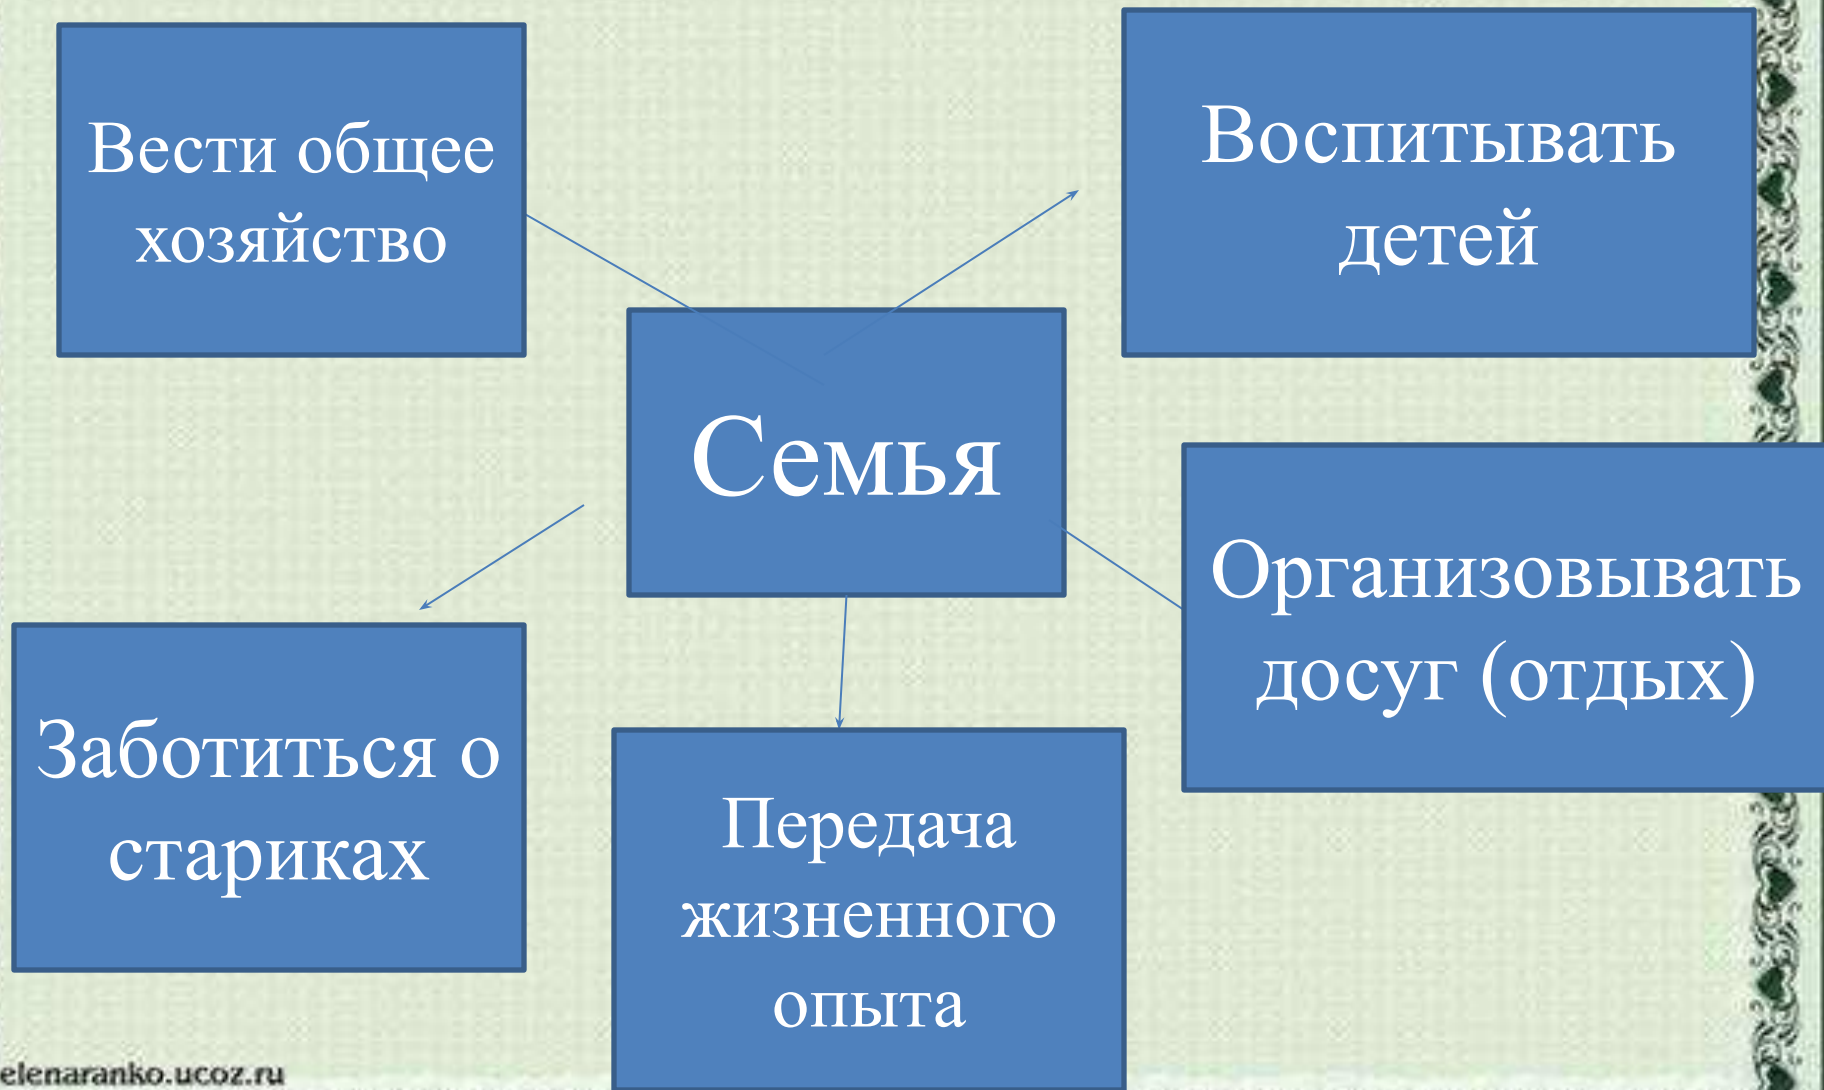 Вести общее
хозяйство
Воспитывать
детей
Семья
Организовывать
досуг (отдых)
Заботиться о
стариках
Передача
жизненного
опыта
elenaranko.ucoz.ru